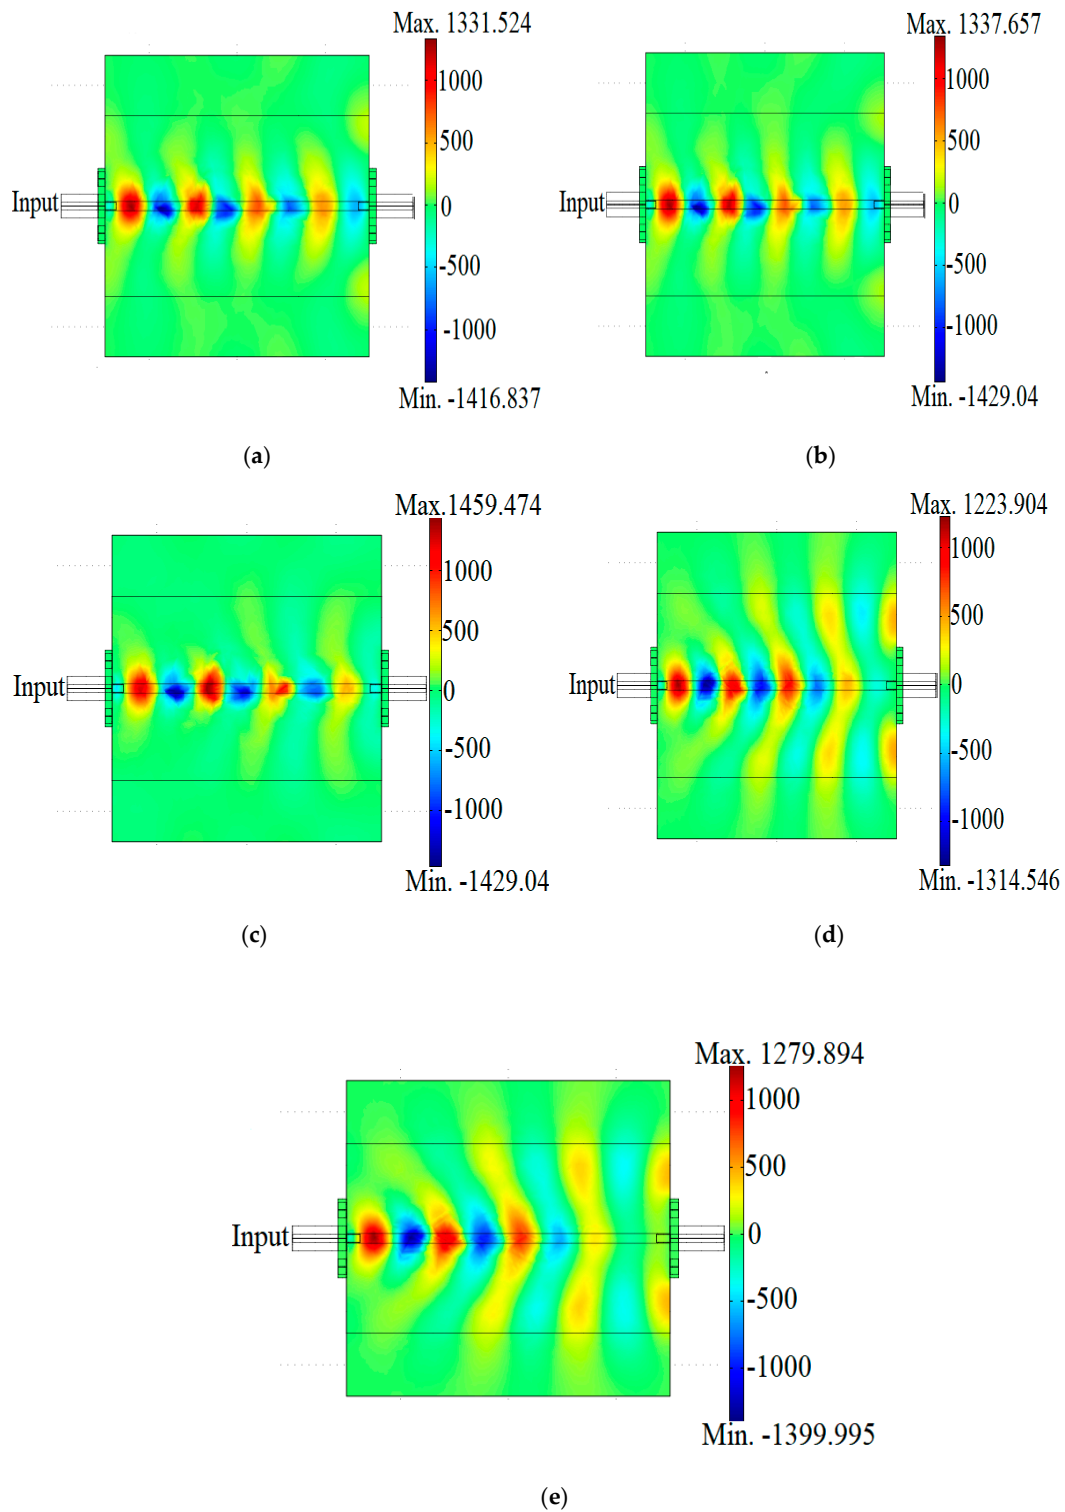 Max. 1331.524
1000
500
Input
0
-500
-1000
Min. -1416.837
(a)
Max. 1337.657
1000
500
Input
0
-500
-1000
Min. -1429.04
(b)
Max.1459.474
1000
500
Input
0
-500
-1000
Min. -1429.04
(c)
Max. 1223.904
1000
500
Input
0
-500
-1000
Min. -1314.546
(d)
Max. 1279.894
1000
500
Input
0
-500
-1000
Min. -1399.995
(e)